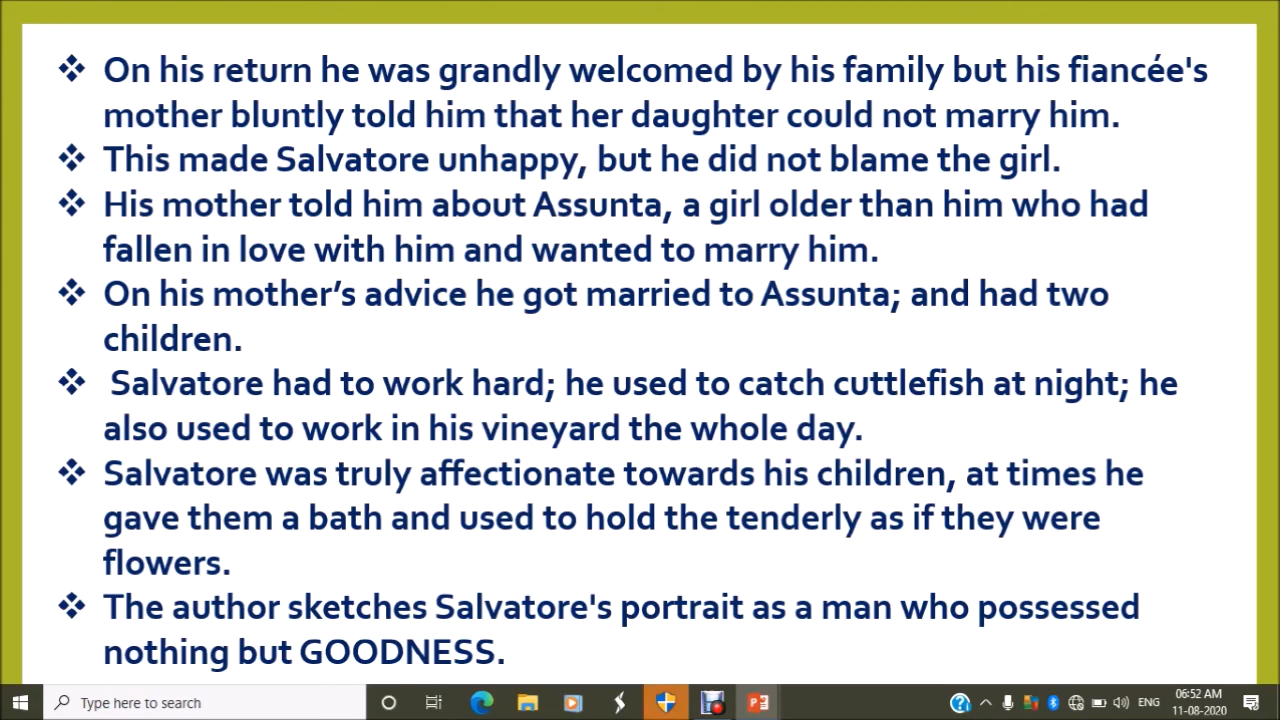 ❖ On his return he was grandly welcomed by his family but his fiancée's
mother bluntly told him that her daughter could not marry him.
❖ This made Salvatore unhappy, but he did not blame the girl.
❖ His mother told him about Assunta, a girl older than him who had
fallen in love with him and wanted to marry him.
❖ On his mother’s advice he got married to Assunta; and had two
children.
❖ Salvatore had to work hard; he used to catch cuttlefish at night; he
also used to work in his vineyard the whole day.
❖ Salvatore was truly affectionate towards his children, at times he
gave them a bath and used to hold the tenderly as if they were
flowers.
❖ The author sketches Salvatore's portrait as a man who possessed
nothing but GOODNESS.
Type here to search
ENG
06:52 AM
11-08-2020